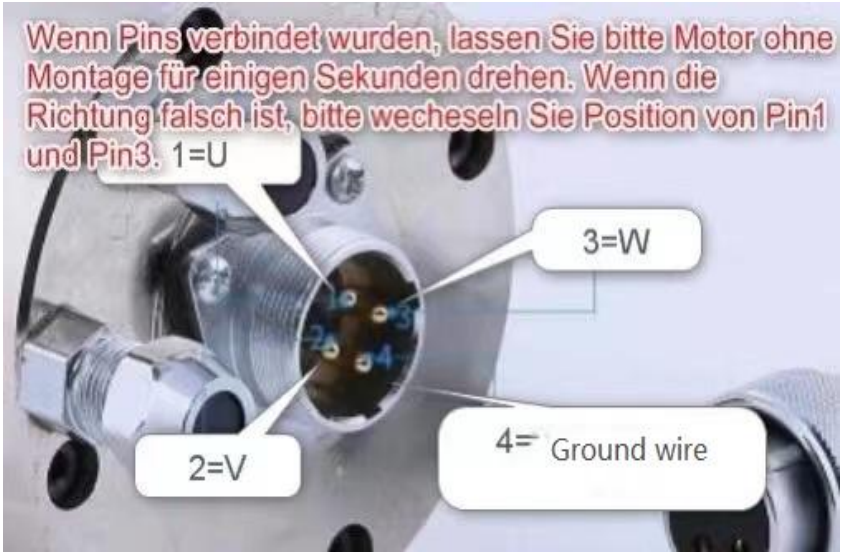 Wenn Pins verbindet wurden, lassen Sie bitte Motor ohne
Montage für einigen Sekunden drehen. Wenn die
Richtung falsch ist, bitte wecheseln Sie Position von Pin1
und Pin3.
1=U
3=W
1
3
2
4
4= Ground wire
2=V